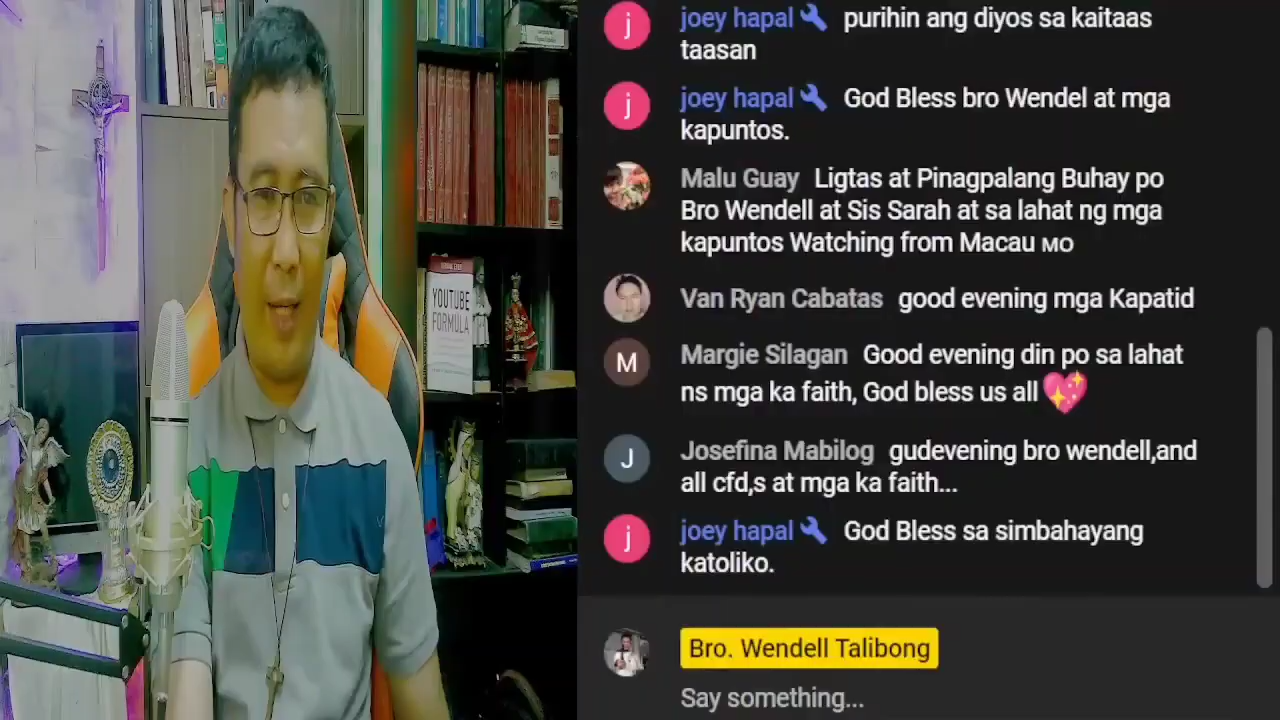 joey hapal purihin ang diyos sa kaitaas
taasan
joey hapal God Bless bro Wendel at mga
kapuntos.
Malu Guay Ligtas at Pinagpalang Buhay po
Bro Wendell at Sis Sarah at sa lahat ng mga
kapuntos Watching from Macau MO
Van Ryan Cabatas good evening mga Kapatid
Margie Silagan Good evening din po sa lahat
ns mga ka faith, God bless us all 💖
Josefina Mabilog gudevening bro wendell,and
all cfd,s at mga ka faith...
joey hapal God Bless sa simbahayang
katoliko.
Bro. Wendell Talibong
Say something...
j
j
M
J
j
YOUTUBE
FORMULA